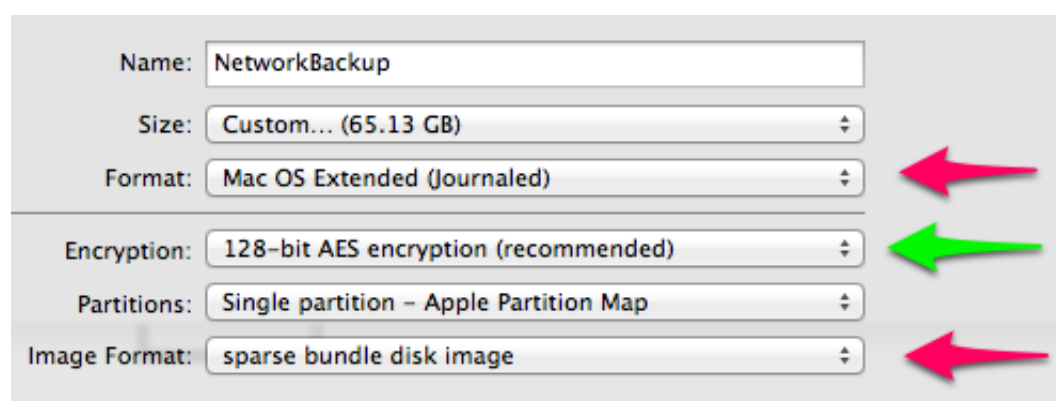 Name: NetworkBackup
Size: Custom... (65.13 GB)
Format: Mac OS Extended (Journaled)
Encryption: 128-bit AES encryption (recommended)
Partitions: Single partition – Apple Partition Map
Image Format: sparse bundle disk image